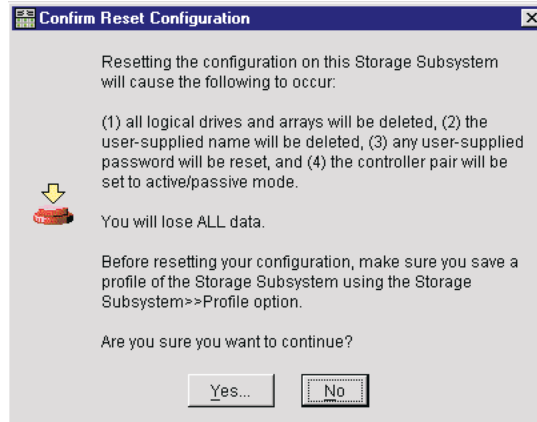 Confirm Reset Configuration
Resetting the configuration on this Storage Subsystem
will cause the following to occur:
(1) all logical drives and arrays will be deleted, (2) the
user-supplied name will be deleted, (3) any user-supplied
password will be reset, and (4) the controller pair will be
set to active/passive mode.
You will lose ALL data.
Before resetting your configuration, make sure you save a
profile of the Storage Subsystem using the Storage
Subsystem>>Profile option.
Are you sure you want to continue?
Yes... No